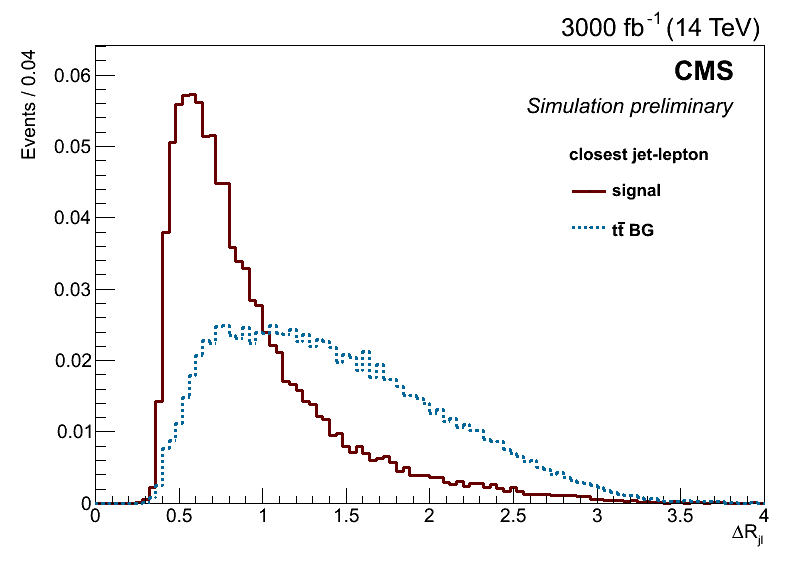 3000 fb⁻¹ (14 TeV)
CMS
Simulation preliminary
closest jet-lepton
signal
tt̄ BG
Events / 0.04
0.06
0.05
0.04
0.03
0.02
0.01
0
0 0.5 1 1.5 2 2.5 3 3.5 4
ΔR_jl